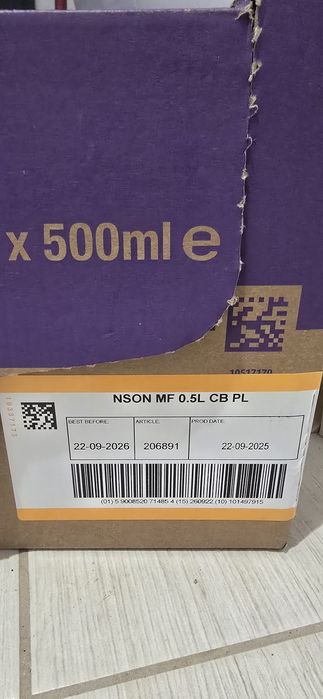 x 500ml e
10517170
NSON MF 0.5L CB PL
BEST BEFORE: ARTICLE: PROD DATE:
22-09-2026 206891 22-09-2025
(01) 5 9008520 71485 4 (15) 260922 (10) 101497915